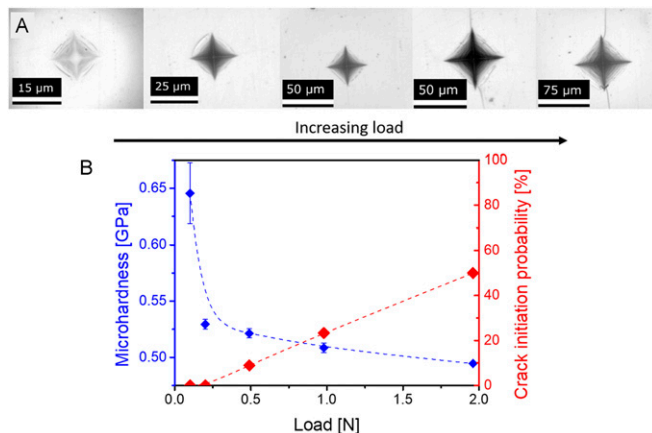 A
15 µm
25 µm
50 µm
50 µm
75 µm
Increasing load
B
Microhardness [GPa]
0.65
0.60
0.55
0.50
100
80
60
40
20
0
Crack initiation probability [%]
0.0
0.5
1.0
1.5
2.0
Load [N]